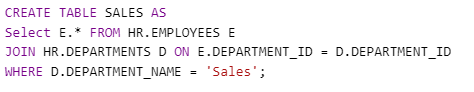 CREATE TABLE SALES AS
Select E.* FROM HR.EMPLOYEES E
JOIN HR.DEPARTMENTS D ON E.DEPARTMENT_ID = D.DEPARTMENT_ID
WHERE D.DEPARTMENT_NAME = 'Sales';